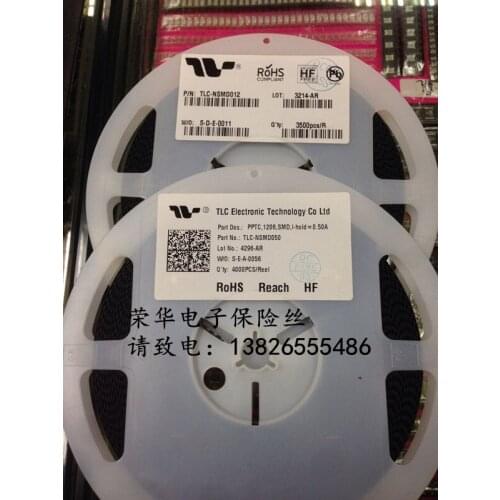 RoHS
COMPLIANT
HF
Pb
P/N: TLC-NSMD012
LOT: 3214-AR
W/O: S-D-E-0011
Q'ty: 3500pcs/R
TLC Electronic Technology Co Ltd
Part Des.: PPTC,1206,SMD,I-hold=0.50A
Part No.: TLC-NSMD050
Lot No.: 4296-AR
W/O: S-E-A-0056
Q'ty: 4000PCS/Reel
RoHS Reach HF
荣华电子保险丝
请致电：13826555486